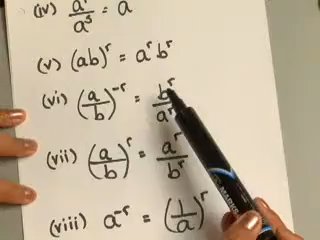 (iv) a^r/a^s = a
(v) (ab)^r = a^r b^r
(vi) (a/b)^-r = b^r/a^r
(vii) (a/b)^r = a^r/b^r
(viii) a^-r = (1/a)^r